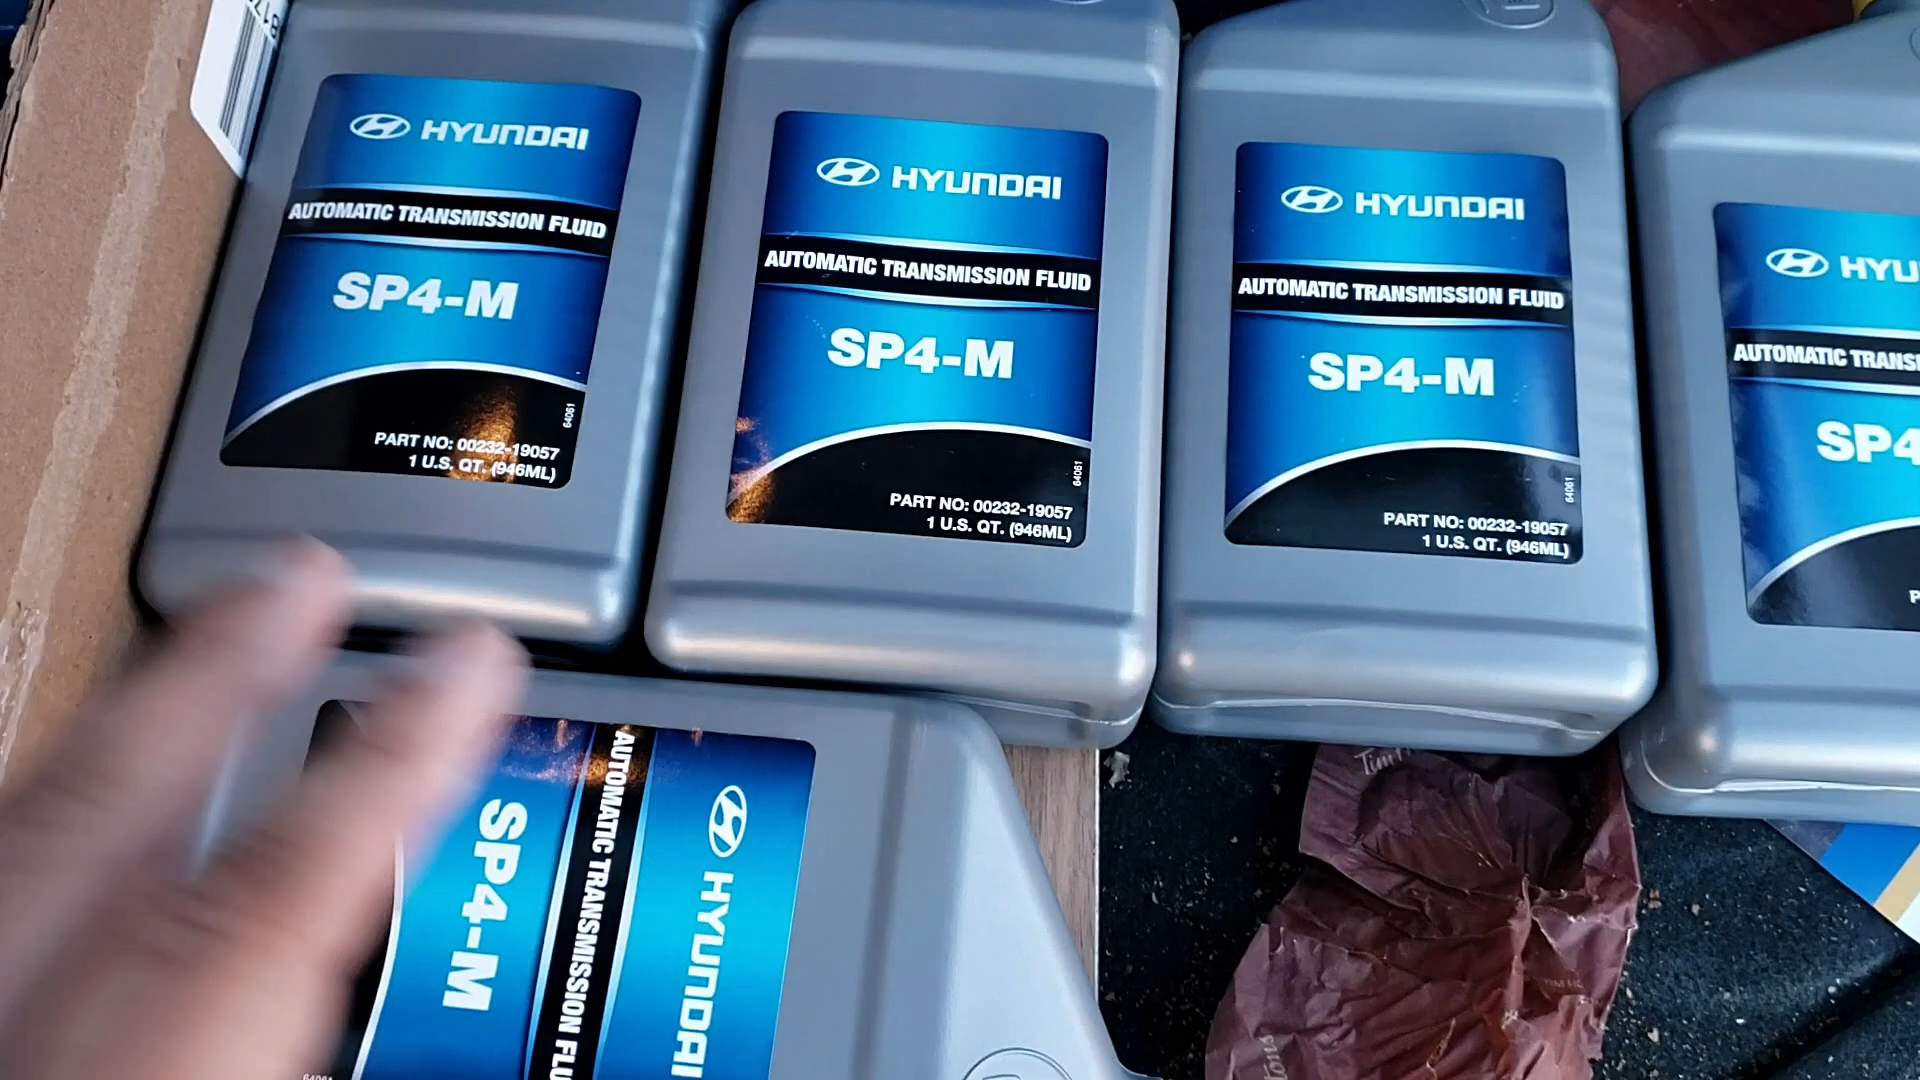 HYUNDAI
AUTOMATIC TRANSMISSION FLUID
SP4-M
64061
PART NO: 00232-19057
1 U.S. QT. (946ML)
HYUNDAI
AUTOMATIC TRANSMISSION FLUID
SP4-M
64061
PART NO: 00232-19057
1 U.S. QT. (946ML)
HYUNDAI
AUTOMATIC TRANSMISSION FLUID
SP4-M
64061
PART NO: 00232-19057
1 U.S. QT. (946ML)
HYU
AUTOMATIC TRANS
SP4
P
HYUNDAI
AUTOMATIC TRANSMISSION FLU
SP4-M
64061
Tim